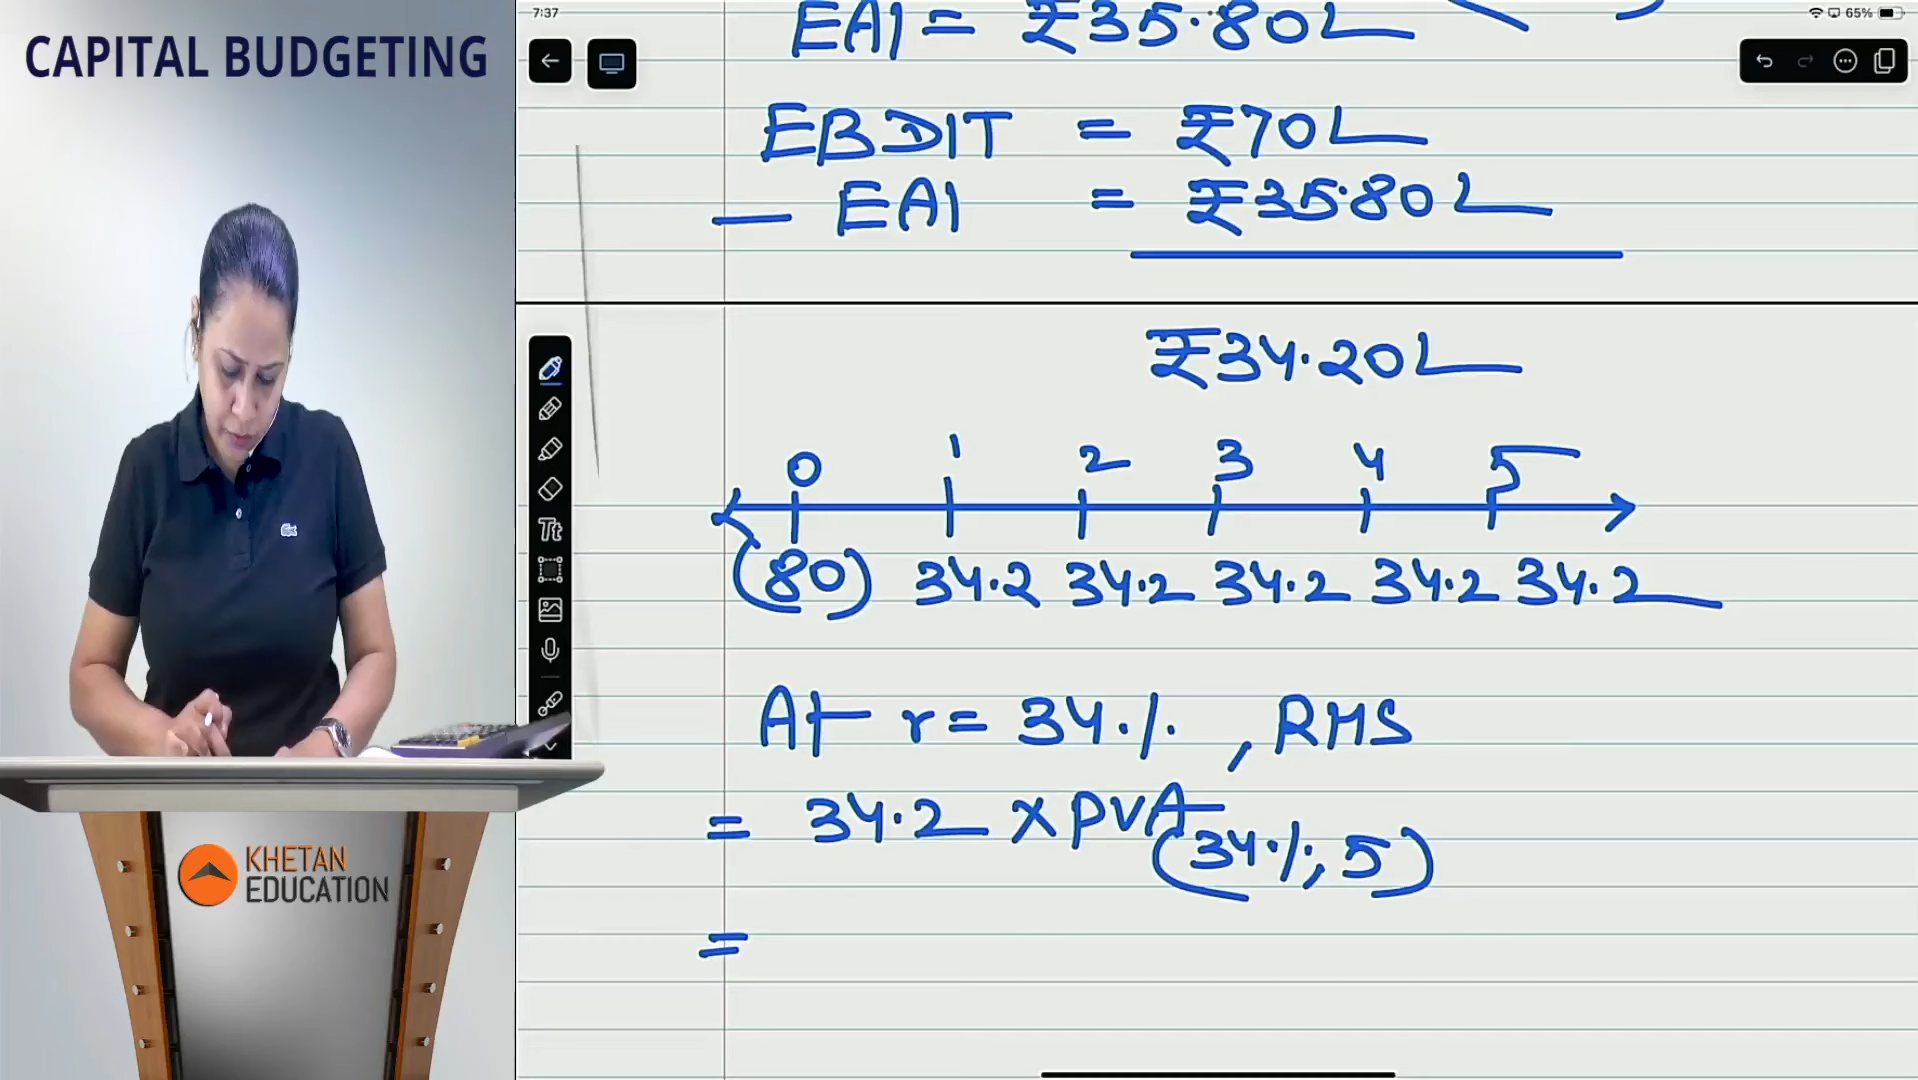 CAPITAL BUDGETING
7:37
65%
EAI = ₹35.80L
EBDIT = ₹70L
— EAI = ₹35.80L
₹34.20L
0 1 2 3 4 5
(80) 34.2 34.2 34.2 34.2 34.2
At r = 34%, RHS
= 34.2 × PVA (34%, 5)
=
Tt
KHETAN
EDUCATION